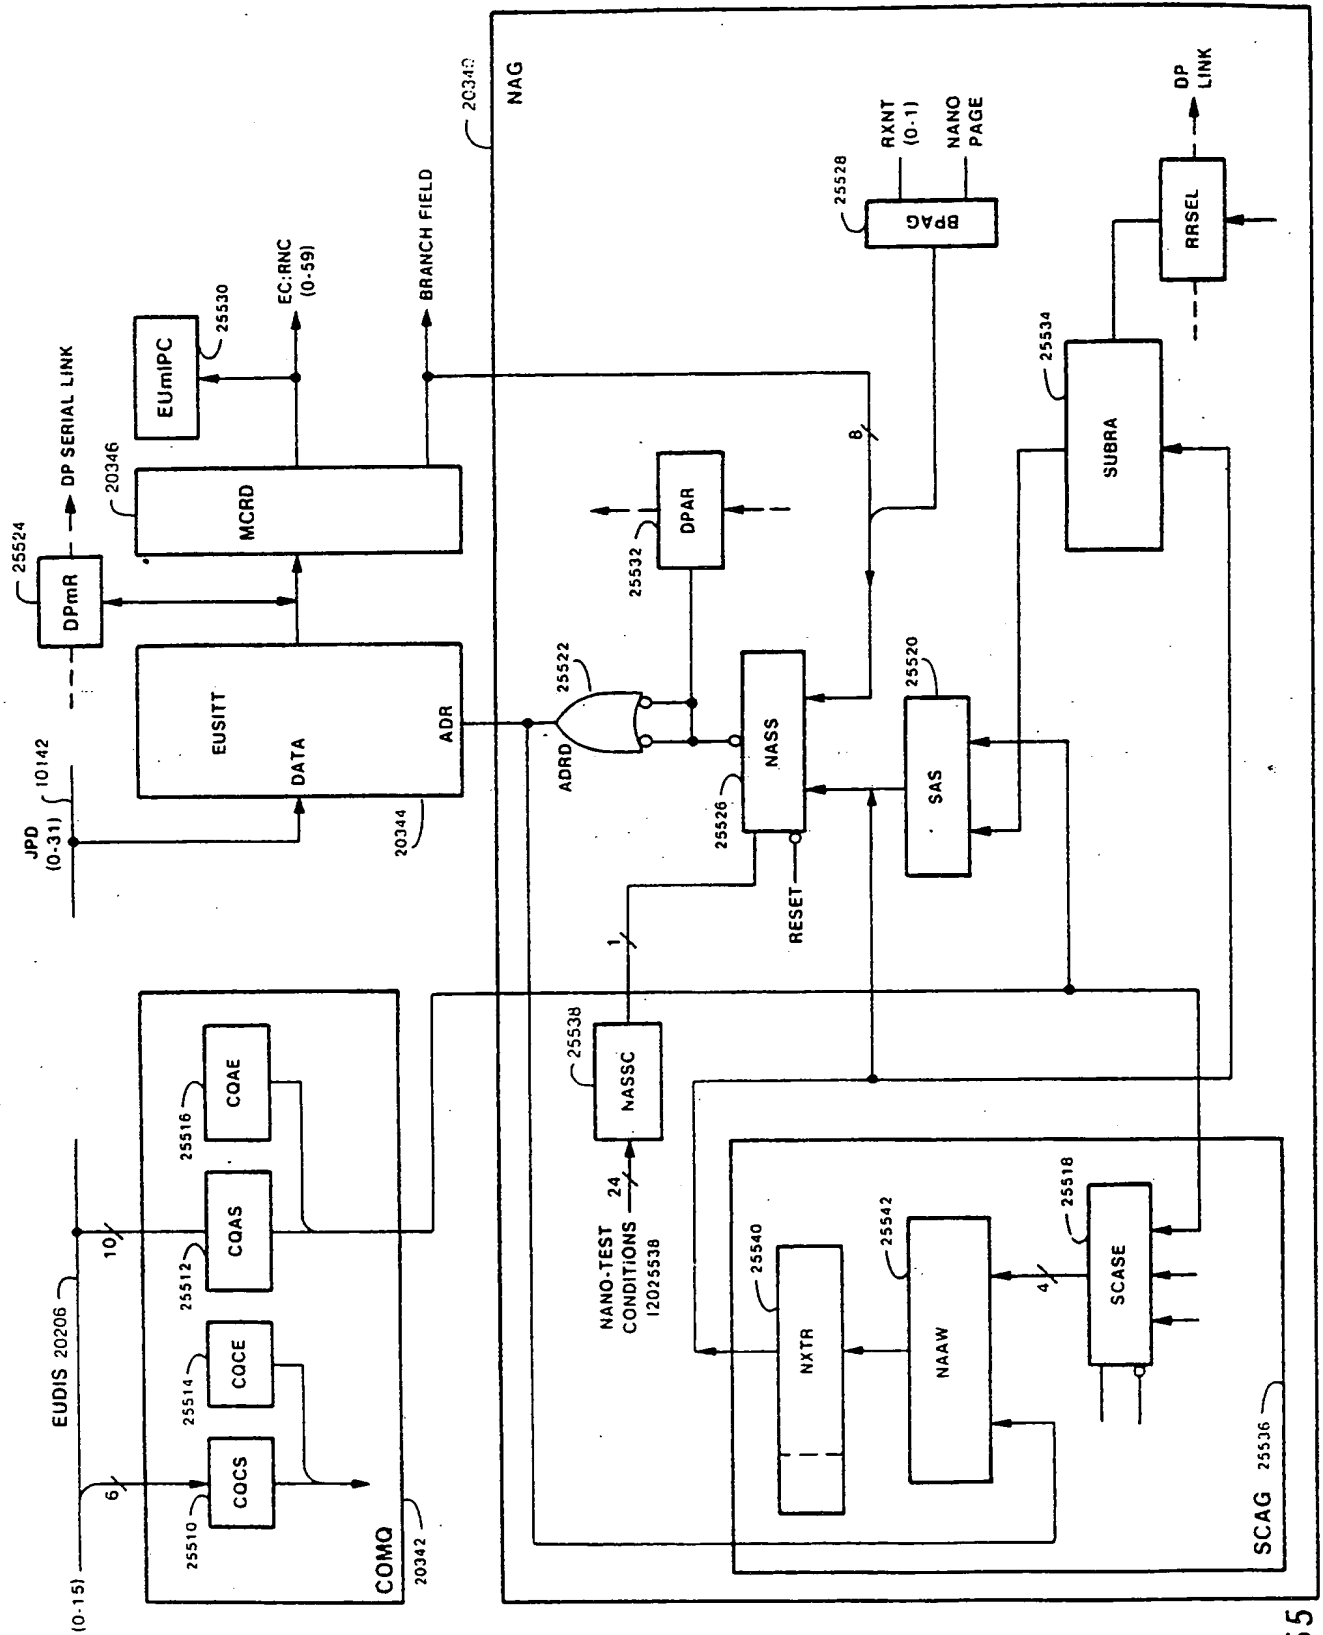 (0-15)
EUDIS 20206
6
10
COMQ
20342
CQCS
25510
CQCE
25514
CQAS
25512
CQAE
25516
JPD
(0-31)
10142
EUSITT
DATA
ADR
20344
DPmR
25524
DP SERIAL LINK
MCRD
20346
EUmIPC
25530
EC:RNC
(0-59)
BRANCH FIELD
NAG
NASSC
25538
NANO-TEST
CONDITIONS
12025538
24
1
ADRD
25522
DPAR
25532
NASS
25526
RESET
8
BPAG
25528
RXNT
(0-1)
NANO
PAGE
SAS
25520
SUBRA
25534
RRSEL
DP
LINK
SCAG
25536
NXTR
25540
NAAW
25542
4
SCASE
25518